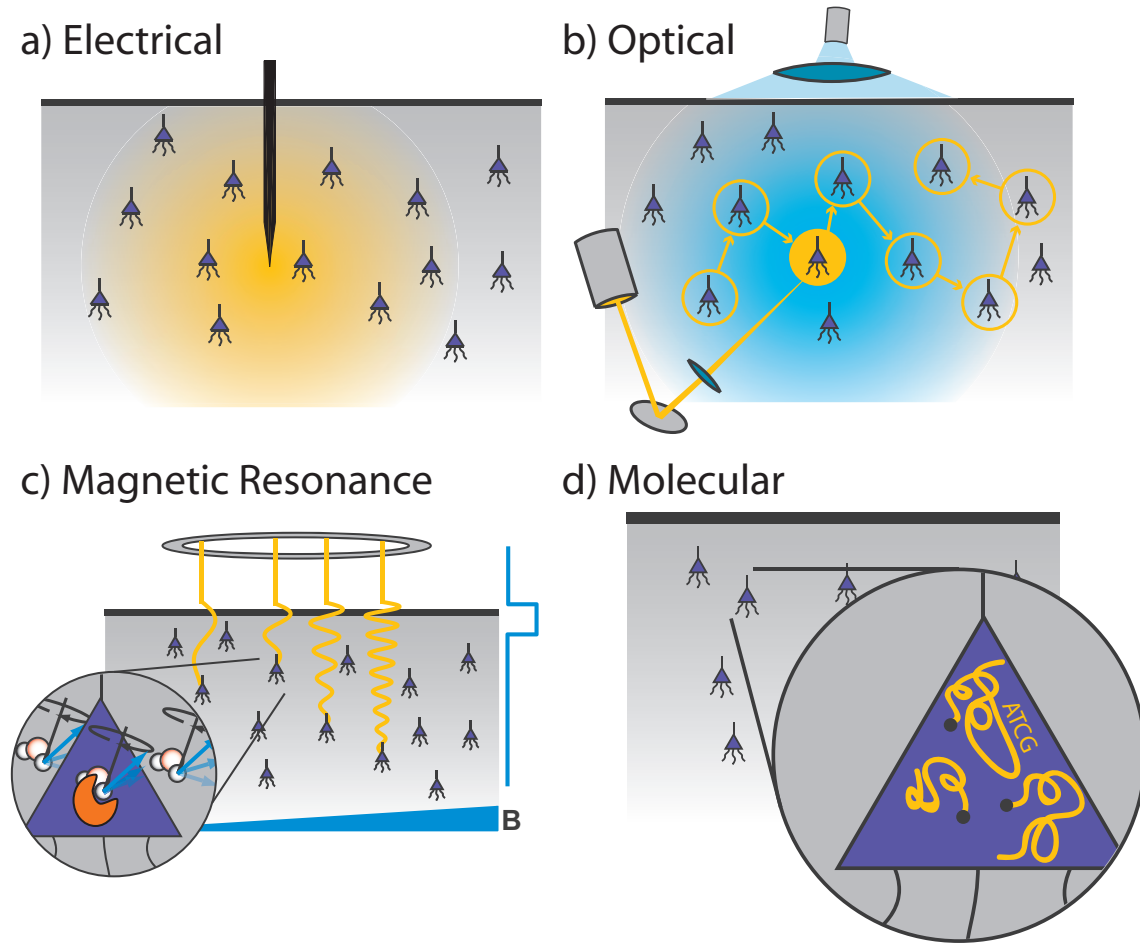 a) Electrical
b) Optical
c) Magnetic Resonance
B
d) Molecular
ATCG